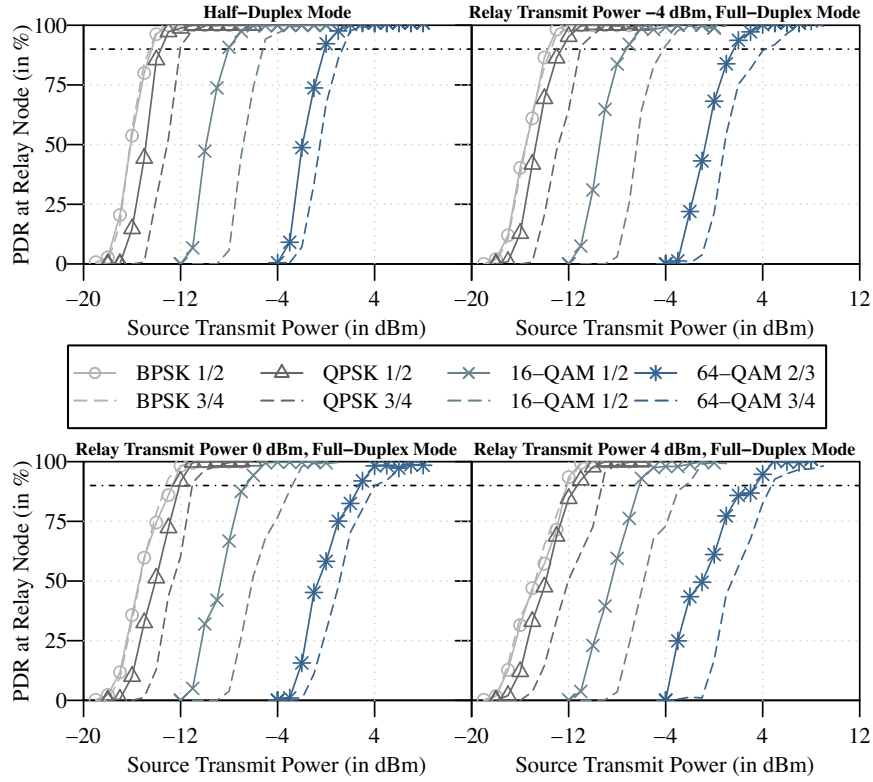 Half−Duplex Mode
Relay Transmit Power −4 dBm, Full−Duplex Mode
PDR at Relay Node (in %)
100
75
50
25
0
−20
−12
−4
4
−20
−12
−4
4
12
Source Transmit Power (in dBm)
Source Transmit Power (in dBm)
BPSK 1/2
QPSK 1/2
16−QAM 1/2
64−QAM 2/3
BPSK 3/4
QPSK 3/4
16−QAM 1/2
64−QAM 3/4
Relay Transmit Power 0 dBm, Full−Duplex Mode
Relay Transmit Power 4 dBm, Full−Duplex Mode
PDR at Relay Node (in %)
100
75
50
25
0
−20
−12
−4
4
−20
−12
−4
4
12
Source Transmit Power (in dBm)
Source Transmit Power (in dBm)